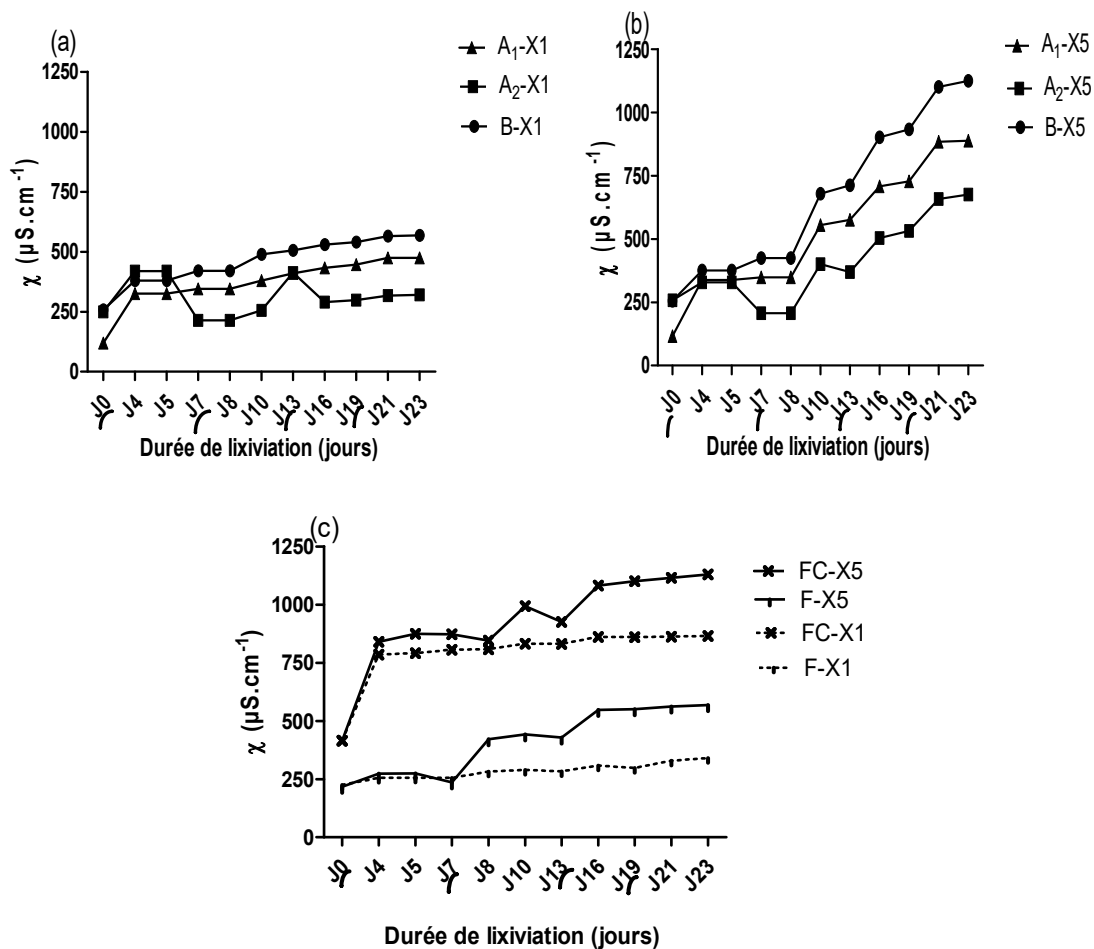 (a)
A₁-X1
A₂-X1
B-X1
1250
1000
750
500
250
0
χ (µS.cm⁻¹)
J0 J4 J5 J7 J8 J10 J13 J16 J19 J21 J23
Durée de lixiviation (jours)
(b)
A₁-X5
A₂-X5
B-X5
1250
1000
750
500
250
0
χ (µS.cm⁻¹)
J0 J4 J5 J7 J8 J10 J13 J16 J19 J21 J23
Durée de lixiviation (jours)
(c)
FC-X5
F-X5
FC-X1
F-X1
1250
1000
750
500
250
0
χ (µS.cm⁻¹)
J0 J4 J5 J7 J8 J10 J13 J16 J19 J21 J23
Durée de lixiviation (jours)